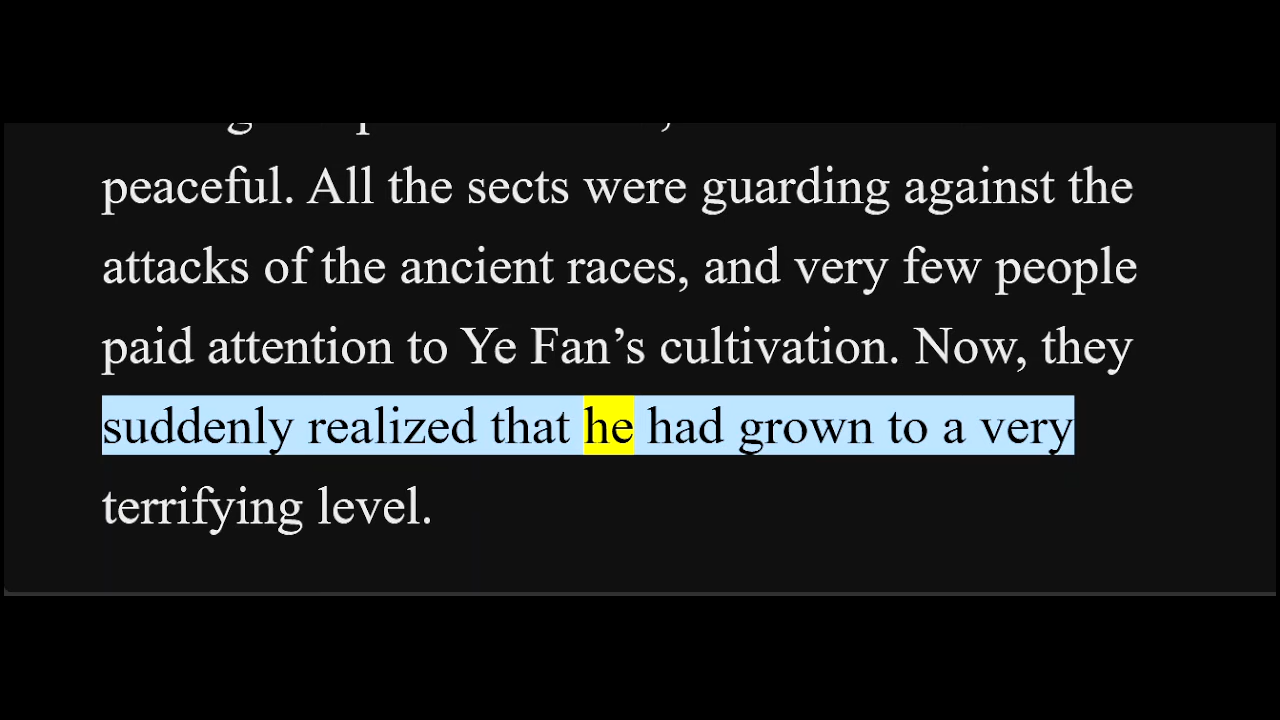 peaceful. All the sects were guarding against the
attacks of the ancient races, and very few people
paid attention to Ye Fan’s cultivation. Now, they
suddenly realized that he had grown to a very
terrifying level.